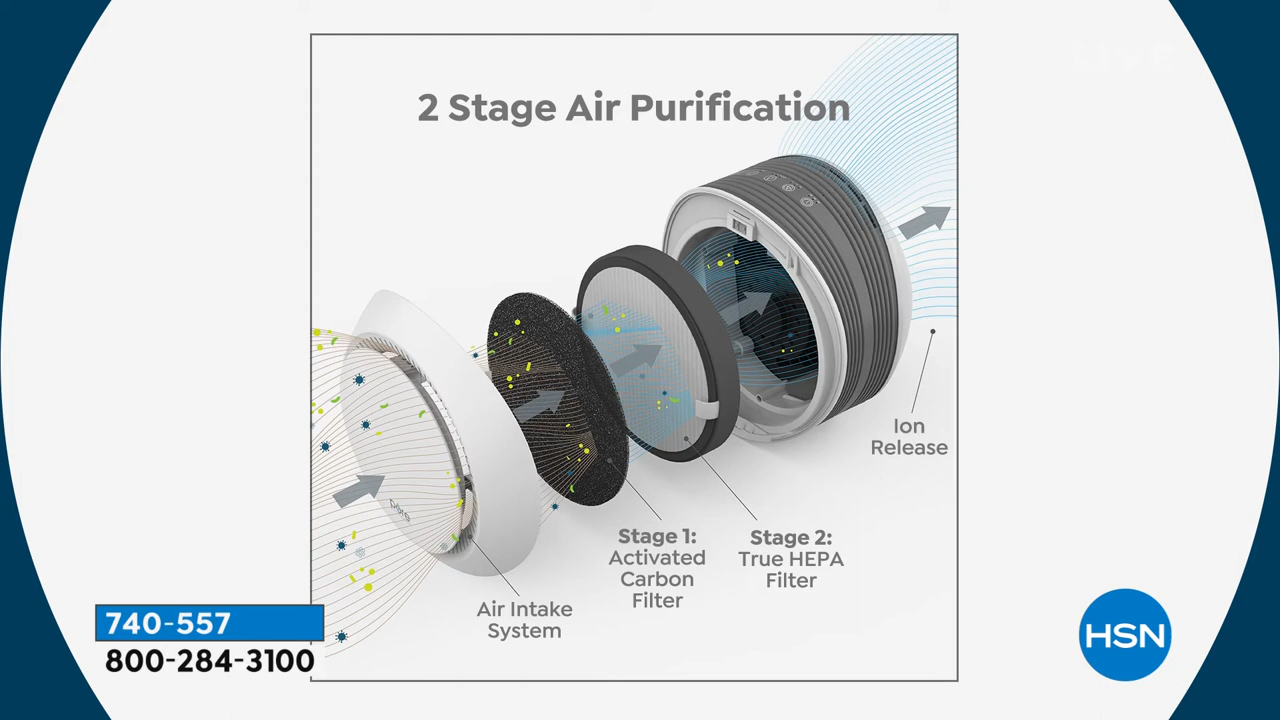 LIVE
2 Stage Air Purification
Ion
Release
Stage 1:
Activated
Carbon
Filter
Stage 2:
True HEPA
Filter
Air Intake
System
740-557
800-284-3100
HSN